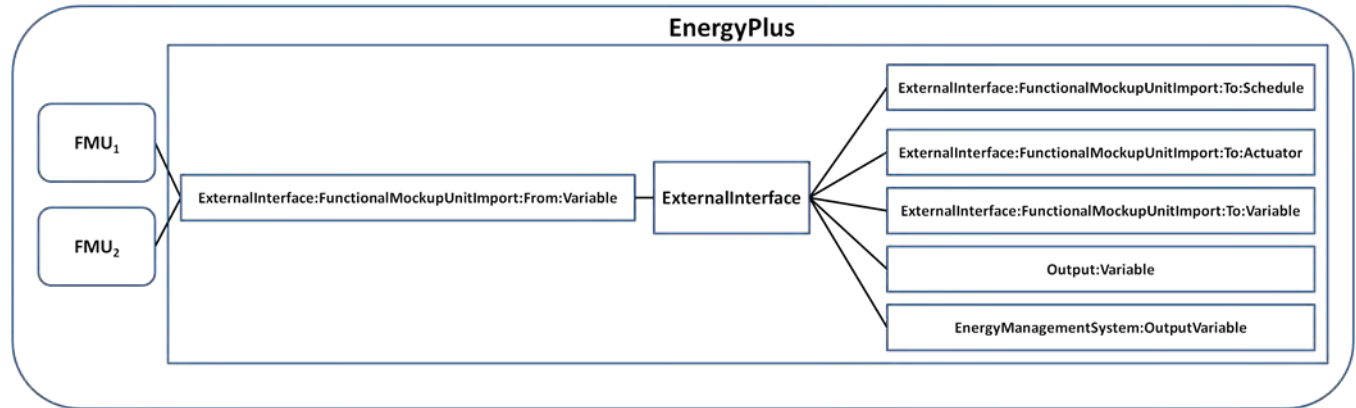 EnergyPlus
FMU₁
FMU₂
ExternalInterface:FunctionalMockupUnitImport:From:Variable
ExternalInterface
ExternalInterface:FunctionalMockupUnitImport:To:Schedule
ExternalInterface:FunctionalMockupUnitImport:To:Actuator
ExternalInterface:FunctionalMockupUnitImport:To:Variable
Output:Variable
EnergyManagementSystem:OutputVariable